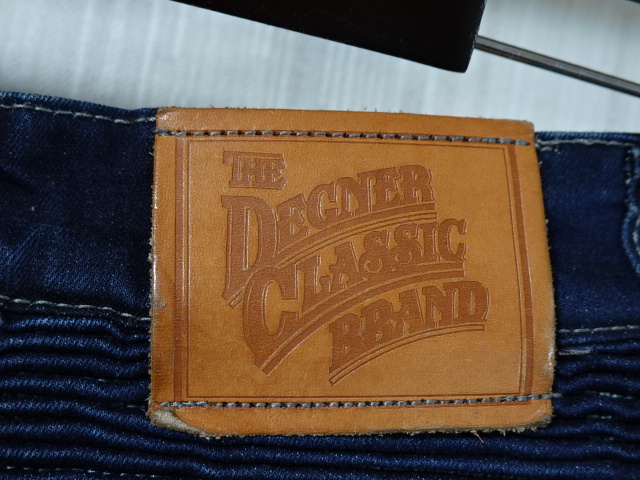 THE
DEGNER
CLASSIC
BRAND